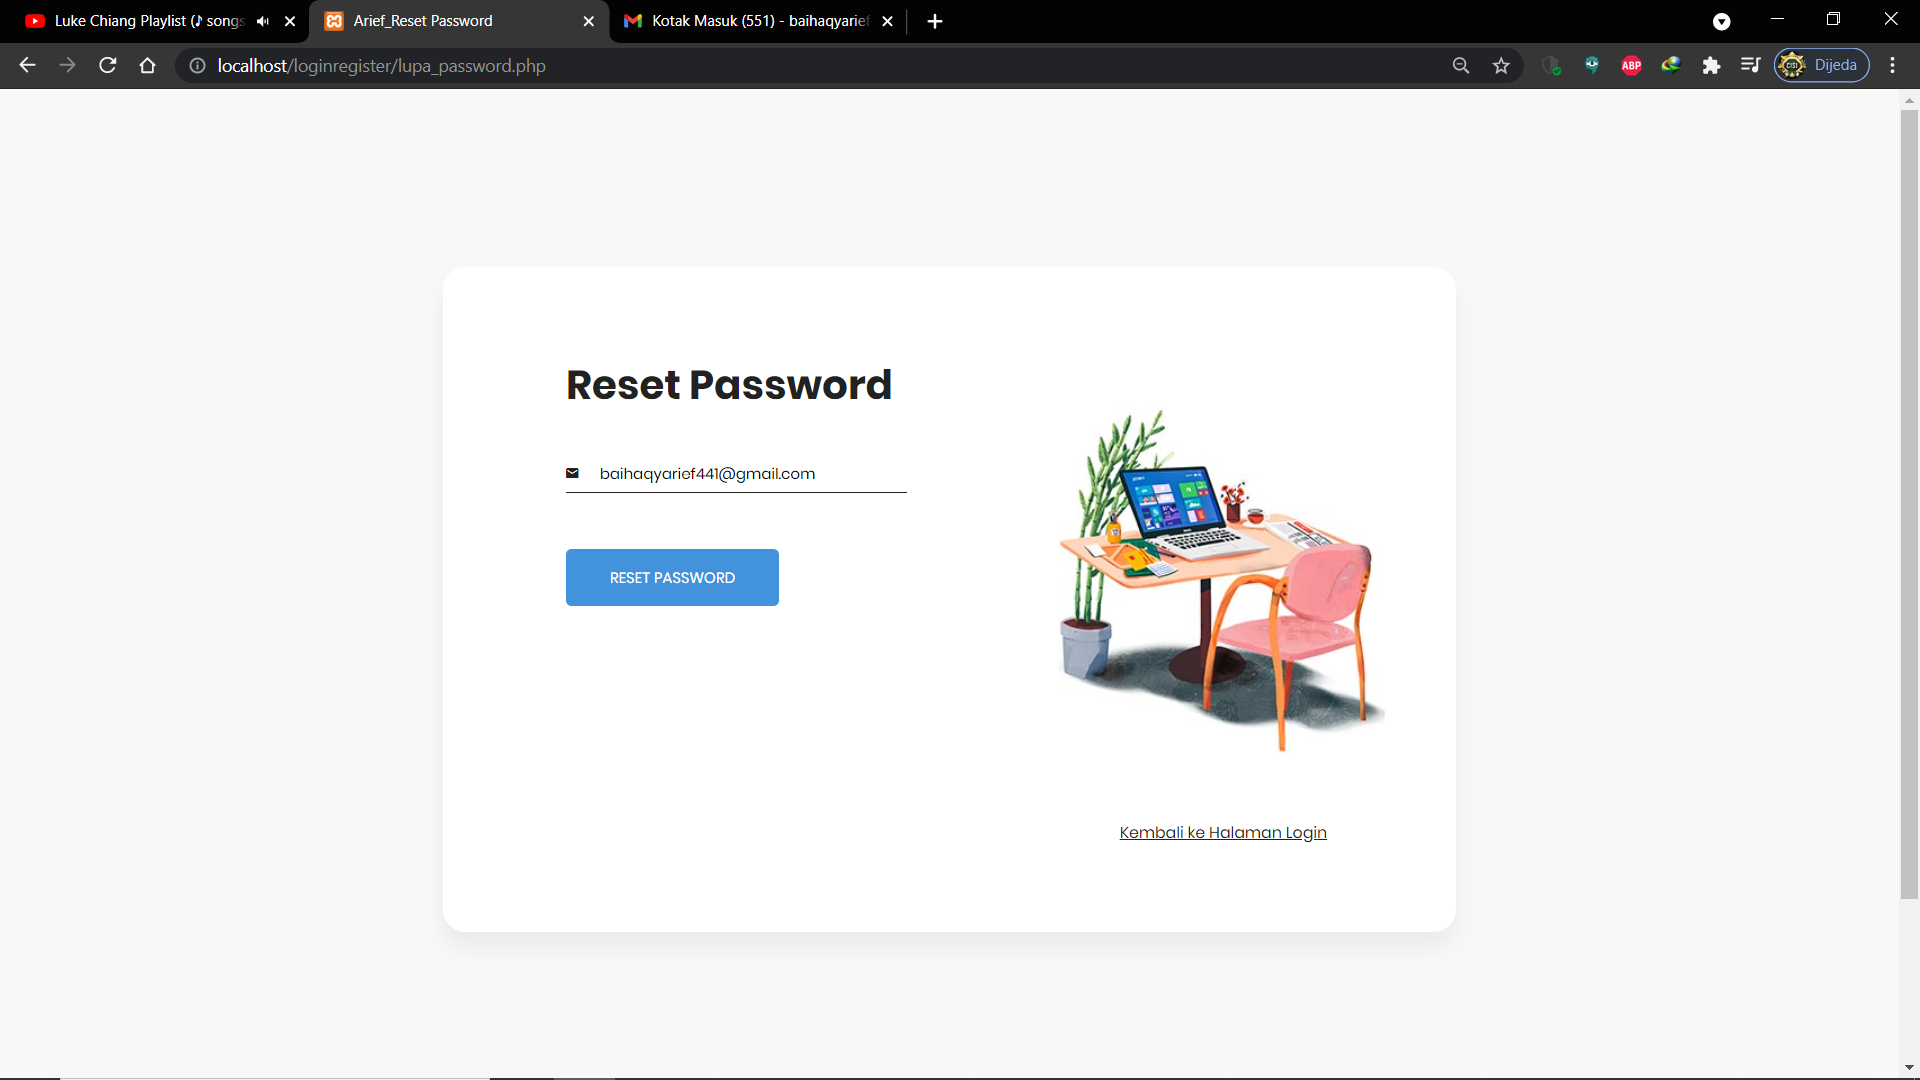 Luke Chiang Playlist (♪ songs
Arief_Reset Password
Kotak Masuk (551) - baihaqyarief
localhost/loginregister/lupa_password.php
ABP
Dijeda
Reset Password
baihaqyarief441@gmail.com
RESET PASSWORD
Kembali ke Halaman Login